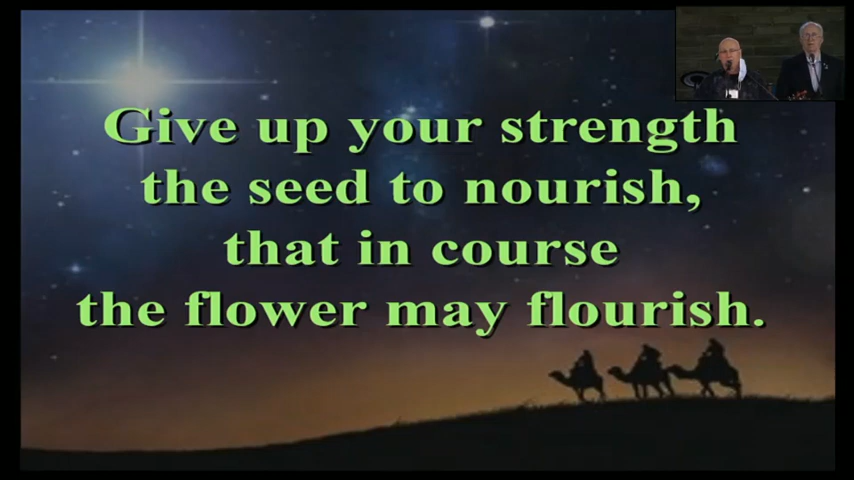 Give up your strength
the seed to nourish,
that in course
the flower may flourish.